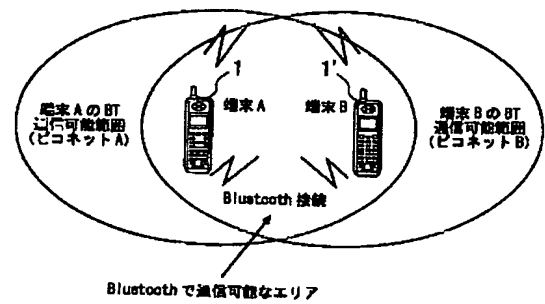 1
1'
端末A
端末B
端末AのBT
通信可能範囲
(ピコネットA)
端末BのBT
通信可能範囲
(ピコネットB)
Bluetooth 接続
Bluetoothで通信可能なエリア